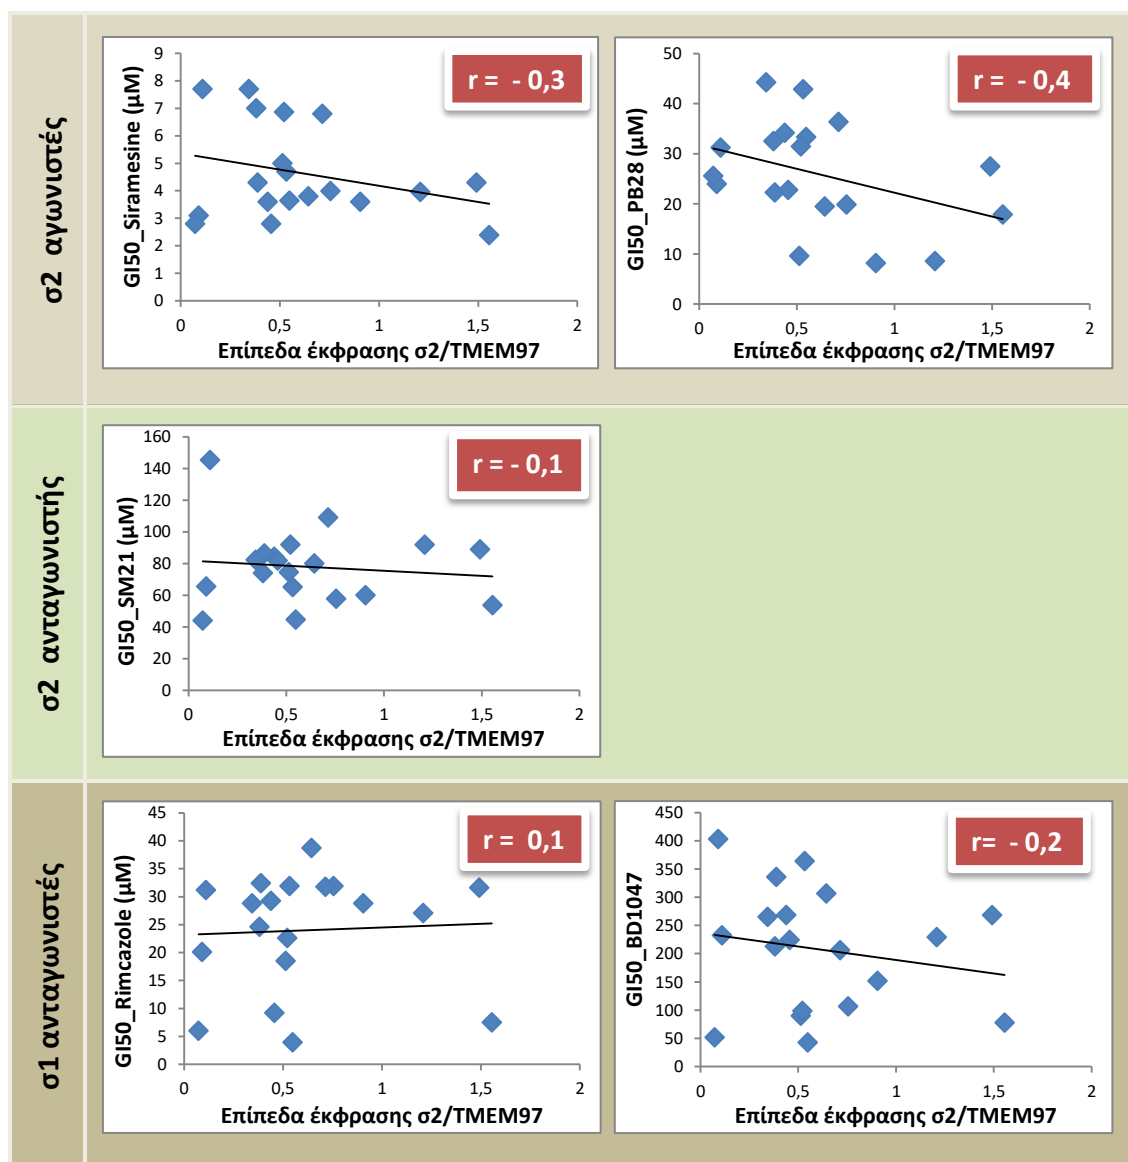 σ2 αγωνιστές
r = - 0,3
GI50_Siramesine (μM)
9
8
7
6
5
4
3
2
1
0
0 0,5 1 1,5 2
Επίπεδα έκφρασης σ2/TMEM97
r = - 0,4
GI50_PB28 (μM)
50
40
30
20
10
0
0 0,5 1 1,5 2
Επίπεδα έκφρασης σ2/TMEM97
σ2 ανταγωνιστής
r = - 0,1
GI50_SM21 (μM)
160
140
120
100
80
60
40
20
0
0 0,5 1 1,5 2
Επίπεδα έκφρασης σ2/TMEM97
σ1 ανταγωνιστές
r = 0,1
GI50_Rimcazole (μM)
45
40
35
30
25
20
15
10
5
0
0 0,5 1 1,5 2
Επίπεδα έκφρασης σ2/TMEM97
r= - 0,2
GI50_BD1047
450
400
350
300
250
200
150
100
50
0
0 0,5 1 1,5 2
Επίπεδα έκφρασης σ2/TMEM97